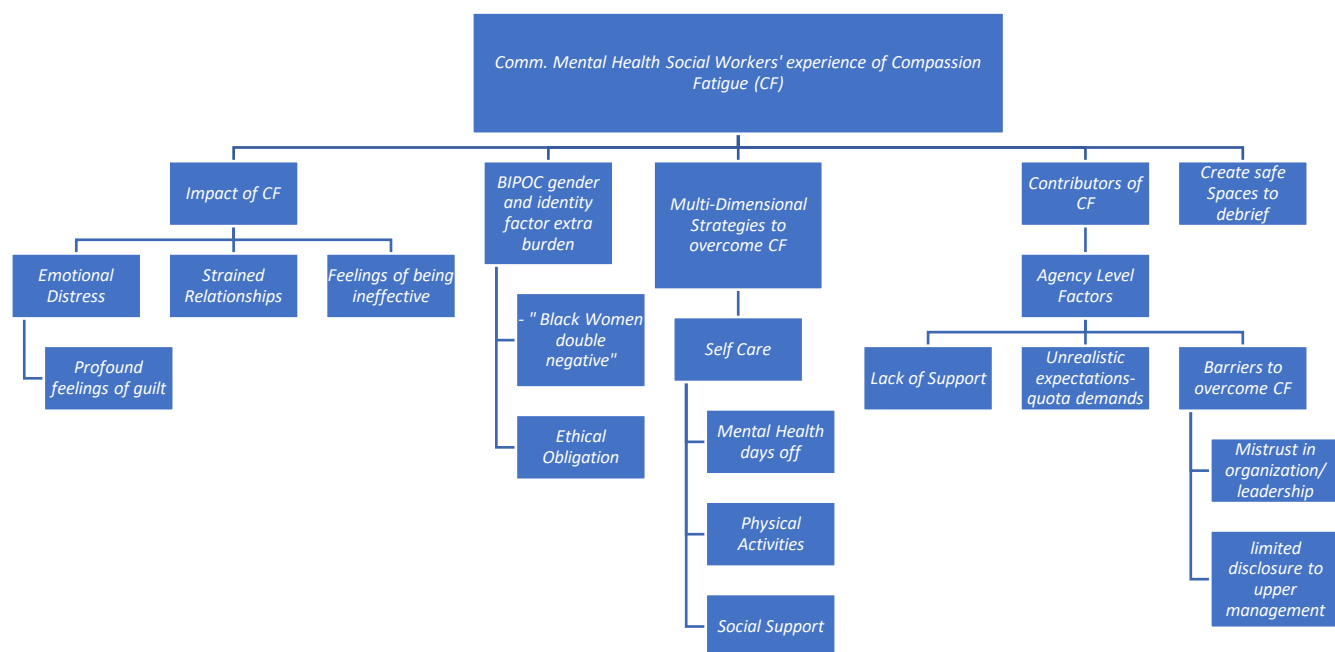 Comm. Mental Health Social Workers' experience of Compassion
Fatigue (CF)
Impact of CF
BIPOC gender
and identity
factor extra
burden
Multi-Dimensional
Strategies to
overcome CF
Contributors of
CF
Create safe
Spaces to
debrief
Emotional
Distress
Strained
Relationships
Feelings of being
ineffective
Profound
feelings of guilt
- " Black Women
double
negative"
Ethical
Obligation
Self Care
Mental Health
days off
Physical
Activities
Social Support
Agency Level
Factors
Lack of Support
Unrealistic
expectations-
quota demands
Barriers to
overcome CF
Mistrust in
organization/
leadership
limited
disclosure to
upper
management